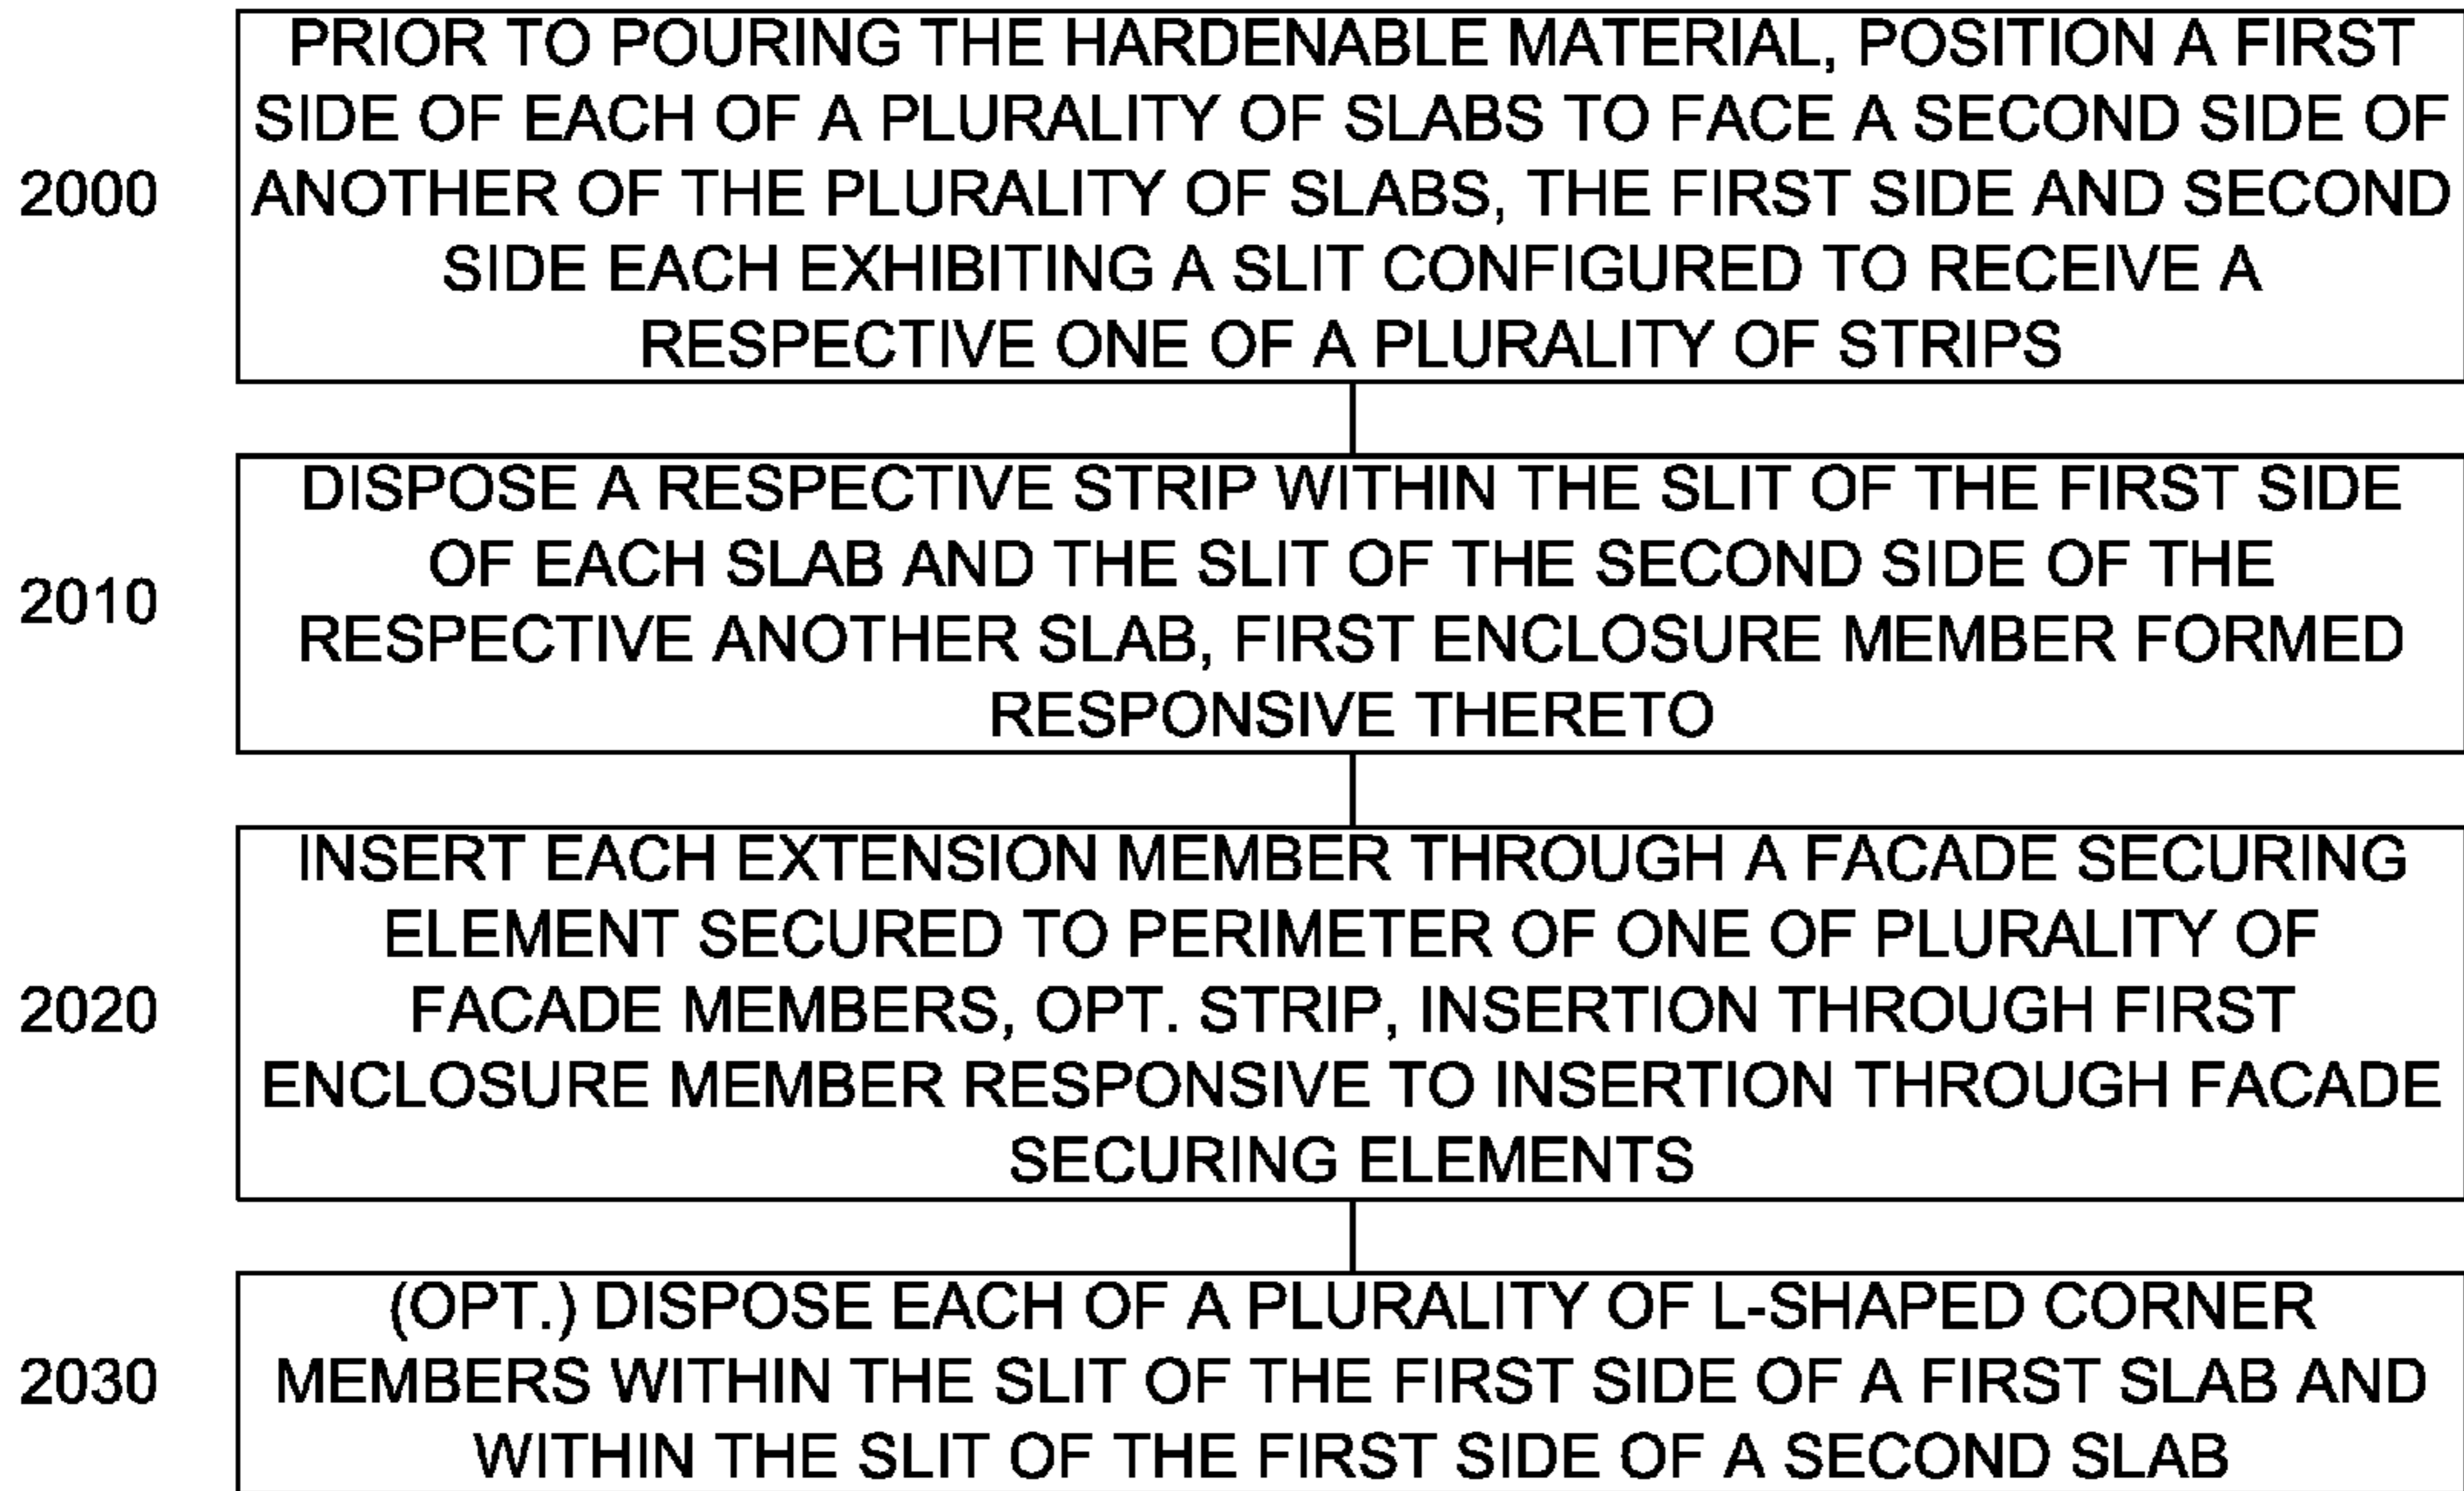 PRIOR TO POURING THE HARDENABLE MATERIAL, POSITION A FIRST
SIDE OF EACH OF A PLURALITY OF SLABS TO FACE A SECOND SIDE OF
2000 ANOTHER OF THE PLURALITY OF SLABS, THE FIRST SIDE AND SECOND
SIDE EACH EXHIBITING A SLIT CONFIGURED TO RECEIVE A
RESPECTIVE ONE OF A PLURALITY OF STRIPS
DISPOSE A RESPECTIVE STRIP WITHIN THE SLIT OF THE FIRST SIDE
OF EACH SLAB AND THE SLIT OF THE SECOND SIDE OF THE
2010
RESPECTIVE ANOTHER SLAB, FIRST ENCLOSURE MEMBER FORMED
RESPONSIVE THERETO
INSERT EACH EXTENSION MEMBER THROUGH A FACADE SECURING
ELEMENT SECURED TO PERIMETER OF ONE OF PLURALITY OF
2020 FACADE MEMBERS, OPT. STRIP, INSERTION THROUGH FIRST
ENCLOSURE MEMBER RESPONSIVE TO INSERTION THROUGH FACADE
SECURING ELEMENTS
(OPT.) DISPOSE EACH OF A PLURALITY OF L-SHAPED CORNER
2030 MEMBERS WITHIN THE SLIT OF THE FIRST SIDE OF A FIRST SLAB AND
WITHIN THE SLIT OF THE FIRST SIDE OF A SECOND SLAB